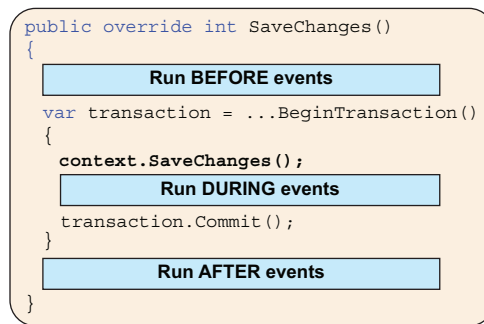 public override int SaveChanges()
{
Run BEFORE events
var transaction = ...BeginTransaction()
{
context.SaveChanges();
Run DURING events
transaction.Commit();
}
Run AFTER events
}